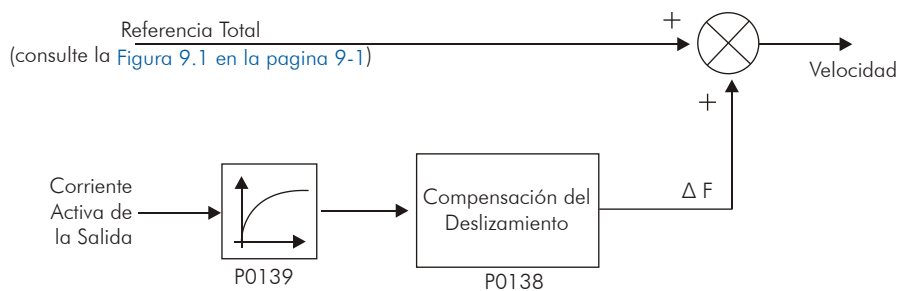 Referencia Total
(consulte la Figura 9.1 en la pagina 9-1)
+
Velocidad
+
Corriente
Activa de
la Salida
Compensación del
Deslizamiento
Δ F
P0139
P0138